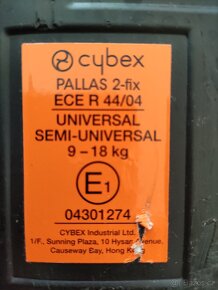 cybex
PALLAS 2-fix
ECE R 44/04
UNIVERSAL
SEMI-UNIVERSAL
9 – 18 kg
E1
04301274
CYBEX Industrial Ltd.
1/F., Sunning Plaza, 10 Hysan Avenue,
Causeway Bay, Hong Kong